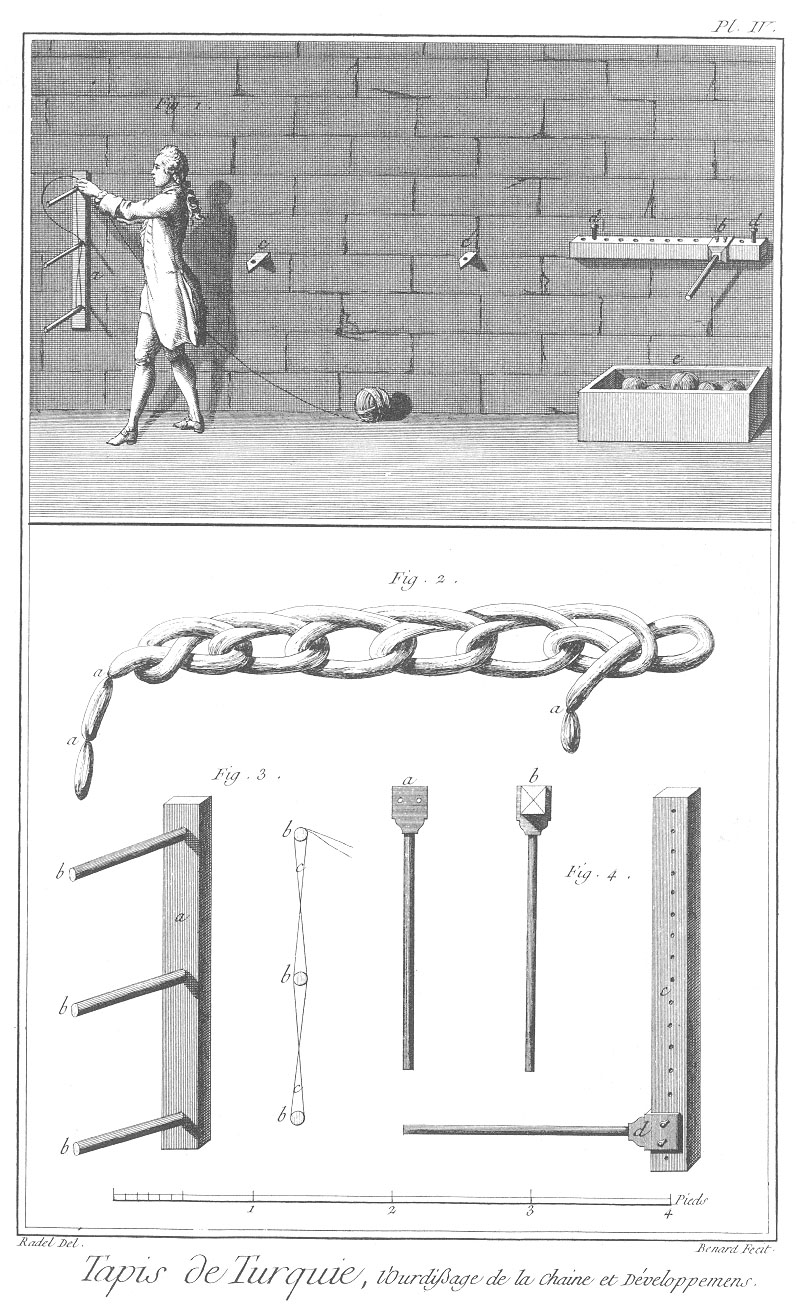 Pl. IV.
Fig. 1.
a
c
c
d
b
d
e
Fig. 2.
a
a
a
Fig. 3.
a
b
b
b
b
c
b
c
b
a
b
Fig. 4.
c
d
1
2
3
4
Pieds
Radel Del.
Benard Fecit.
Tapis de Turquie, l'Ourdißage de la Chaine et Développemens.